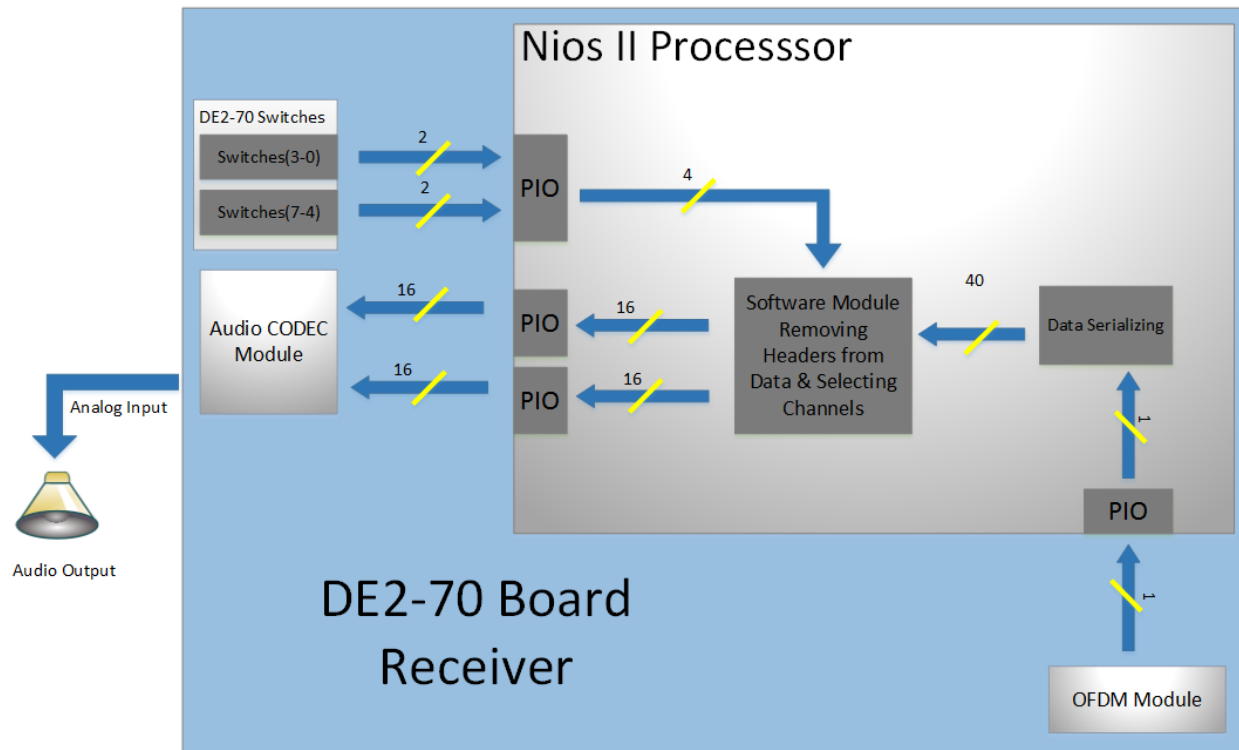 Nios II Processsor
DE2-70 Switches
Switches(3-0)
2
Switches(7-4)
2
PIO
4
Audio CODEC
Module
16
16
PIO
PIO
16
16
Software Module
Removing
Headers from
Data & Selecting
Channels
40
Data Serializing
1
PIO
1
OFDM Module
Analog Input
Audio Output
DE2-70 Board
Receiver